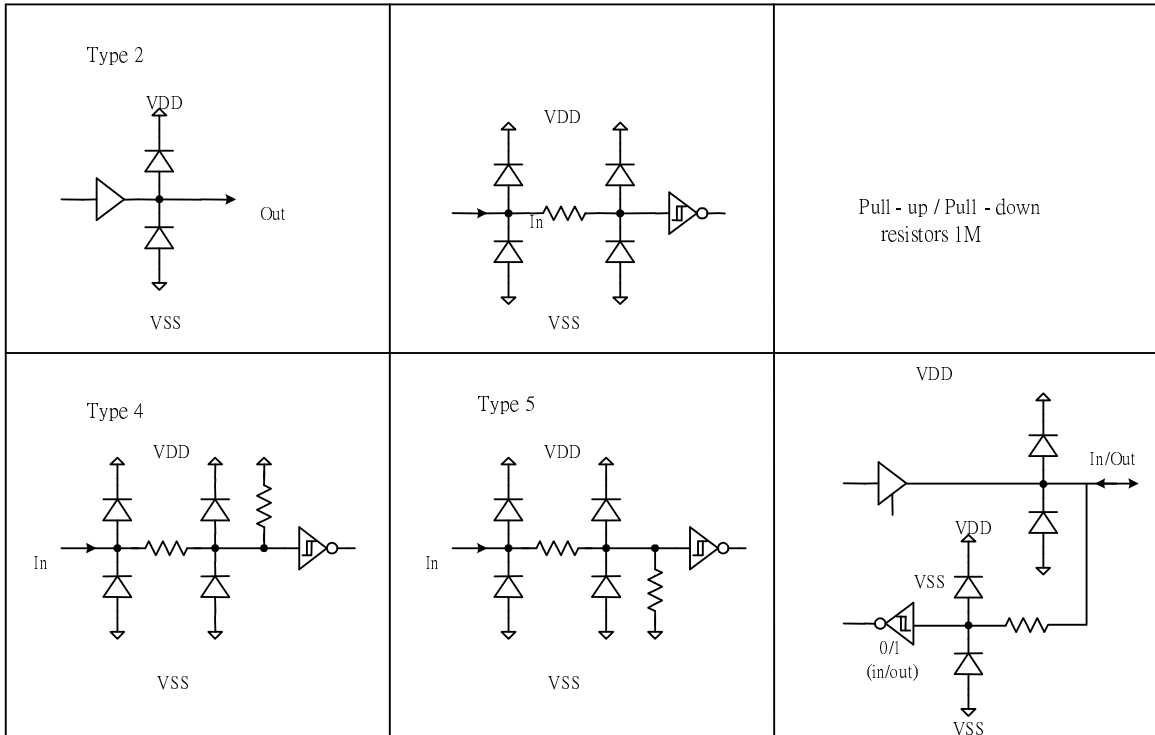 Type 2
VDD
Out
VSS
VDD
In
VSS
Pull - up / Pull - down
resistors 1M
Type 4
VDD
In
VSS
Type 5
VDD
In
VSS
VDD
In/Out
VDD
VSS
0/1
(in/out)
VSS